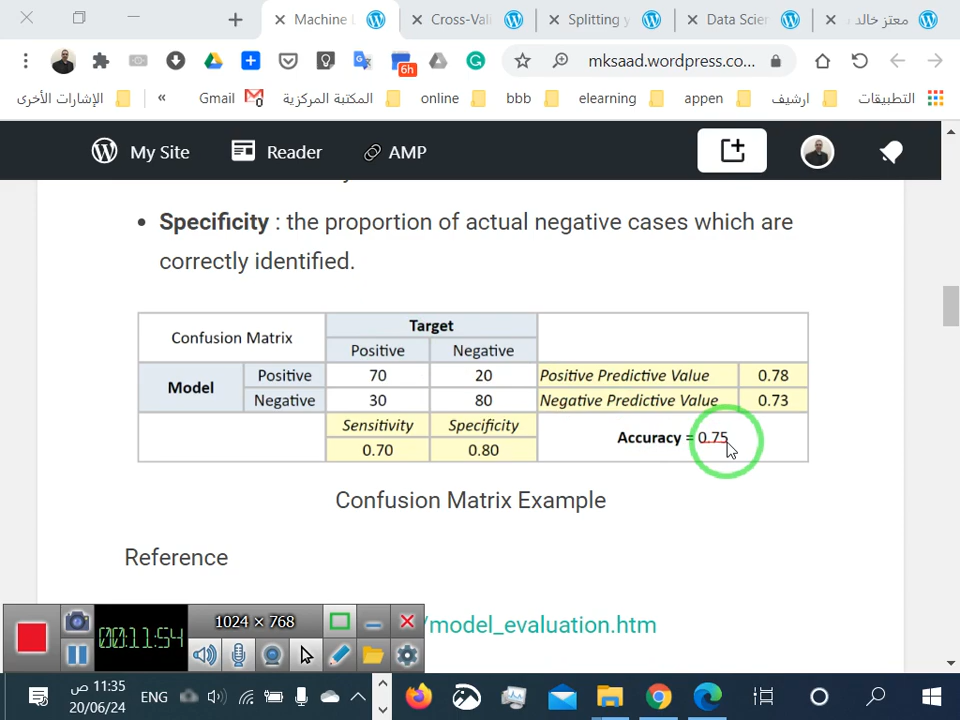 Machine L
Cross-Vali
Splitting y
Data Scien
معتز خالد
mksaad.wordpress.co...
6h
الإشارات الأخرى
«
Gmail
المكتبة المركزية
online
bbb
elearning
appen
ارشيف
التطبيقات
My Site
Reader
AMP
• Specificity : the proportion of actual negative cases which are
correctly identified.
Confusion Matrix
Target
Positive
Negative
Model
Positive
70
20
Positive Predictive Value
0.78
Negative
30
80
Negative Predictive Value
0.73
Sensitivity
Specificity
Accuracy = 0.75
0.70
0.80
Confusion Matrix Example
Reference
/model_evaluation.htm
1024 × 768
00:11:54
11:35 ص
20/06/24
ENG